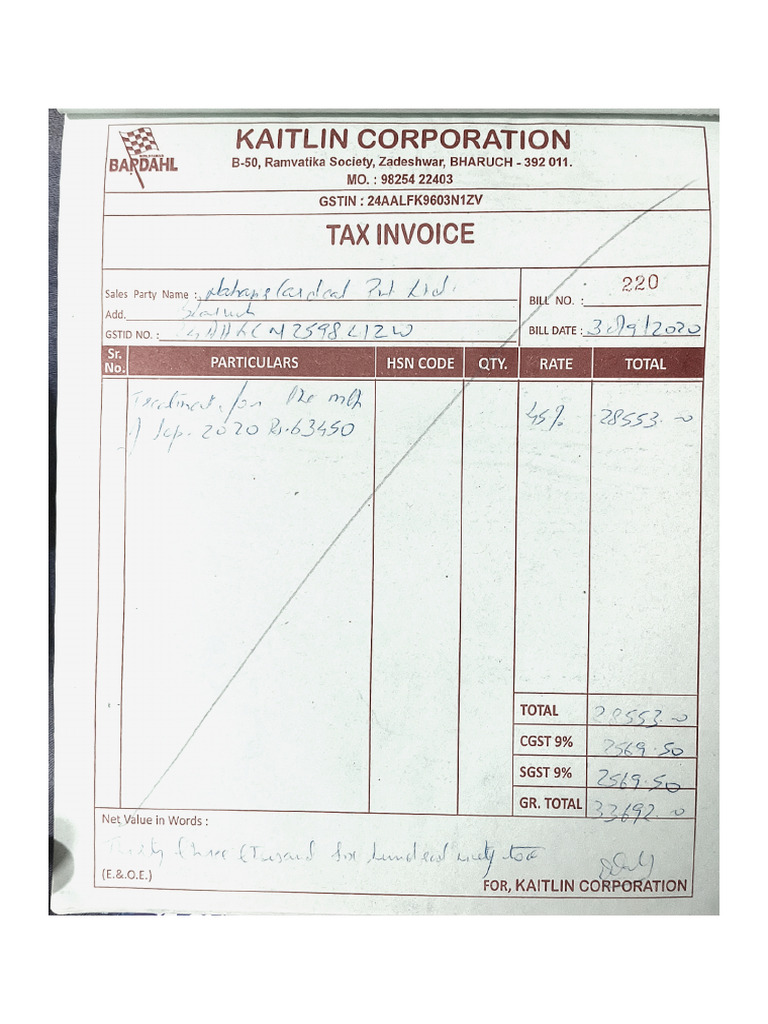 BARDAHL
KAITLIN CORPORATION
B-50, Ramvatika Society, Zadeshwar, BHARUCH - 392 011.
MO. : 98254 22403
GSTIN : 24AALFK9603N1ZV
TAX INVOICE
Sales Party Name : Pvt Ltd.
BILL NO. : 220
Add.
GSTID NO. :
BILL DATE : 30/9/2020
Sr. No. PARTICULARS HSN CODE QTY. RATE TOTAL
Treatment for the mth
of Sep. 2020 Rs. 63450 45% 28553.00
TOTAL 28553.00
CGST 9% 2569.50
SGST 9% 2569.50
GR. TOTAL 33692.00
Net Value in Words :
Thirty three thousand six hundred ninety two
(E.&.O.E.)
FOR, KAITLIN CORPORATION